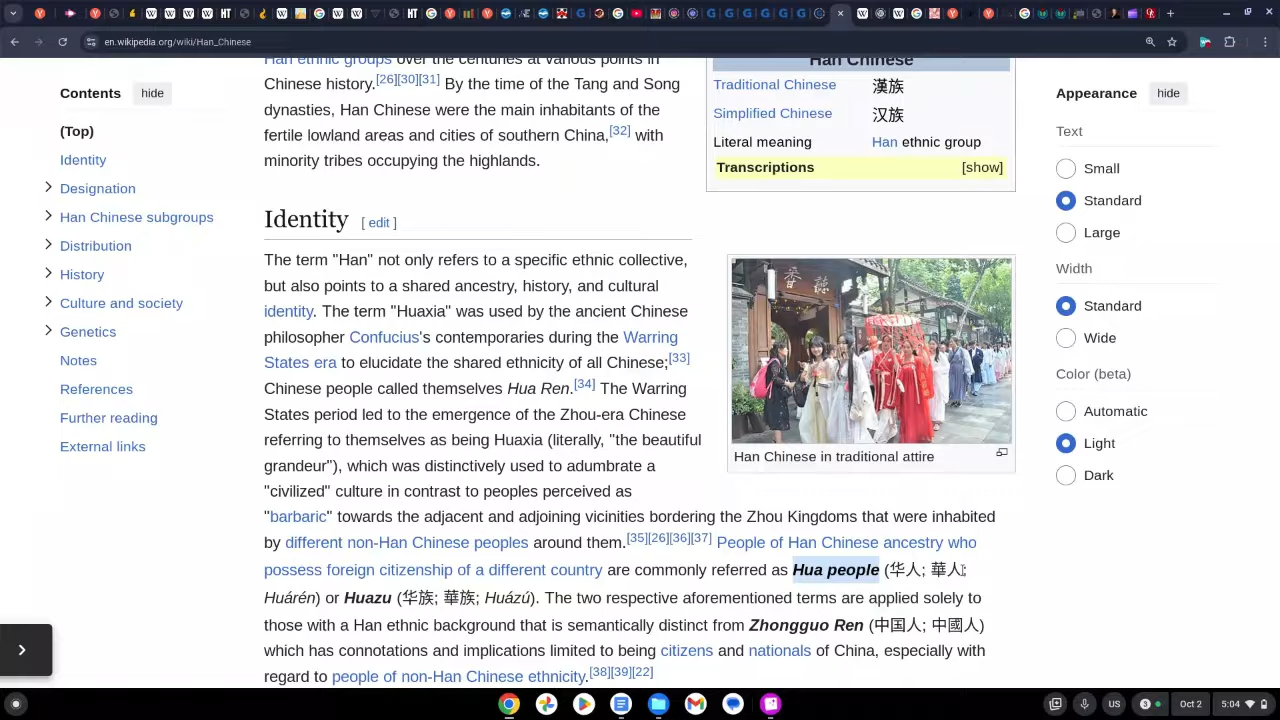 en.wikipedia.org/wiki/Han_Chinese
Contents hide
(Top)
Identity
Designation
Han Chinese subgroups
Distribution
History
Culture and society
Genetics
Notes
References
Further reading
External links
Han ethnic groups over the centuries at various points in
Chinese history.[26][30][31] By the time of the Tang and Song
dynasties, Han Chinese were the main inhabitants of the
fertile lowland areas and cities of southern China,[32] with
minority tribes occupying the highlands.
Han Chinese
Traditional Chinese 漢族
Simplified Chinese 汉族
Literal meaning Han ethnic group
Transcriptions [show]
Identity [ edit ]
The term "Han" not only refers to a specific ethnic collective,
but also points to a shared ancestry, history, and cultural
identity. The term "Huaxia" was used by the ancient Chinese
philosopher Confucius's contemporaries during the Warring
States era to elucidate the shared ethnicity of all Chinese;[33]
Chinese people called themselves Hua Ren.[34] The Warring
States period led to the emergence of the Zhou-era Chinese
referring to themselves as being Huaxia (literally, "the beautiful
grandeur"), which was distinctively used to adumbrate a
"civilized" culture in contrast to peoples perceived as
"barbaric" towards the adjacent and adjoining vicinities bordering the Zhou Kingdoms that were inhabited
by different non-Han Chinese peoples around them.[35][26][36][37] People of Han Chinese ancestry who
possess foreign citizenship of a different country are commonly referred as Hua people (华人; 華人;
Huárén) or Huazu (华族; 華族; Huázú). The two respective aforementioned terms are applied solely to
those with a Han ethnic background that is semantically distinct from Zhongguo Ren (中国人; 中國人)
which has connotations and implications limited to being citizens and nationals of China, especially with
regard to people of non-Han Chinese ethnicity.[38][39][22]
Han Chinese in traditional attire
Appearance hide
Text
Small
Standard
Large
Width
Standard
Wide
Color (beta)
Automatic
Light
Dark
US
3
Oct 2
5:04